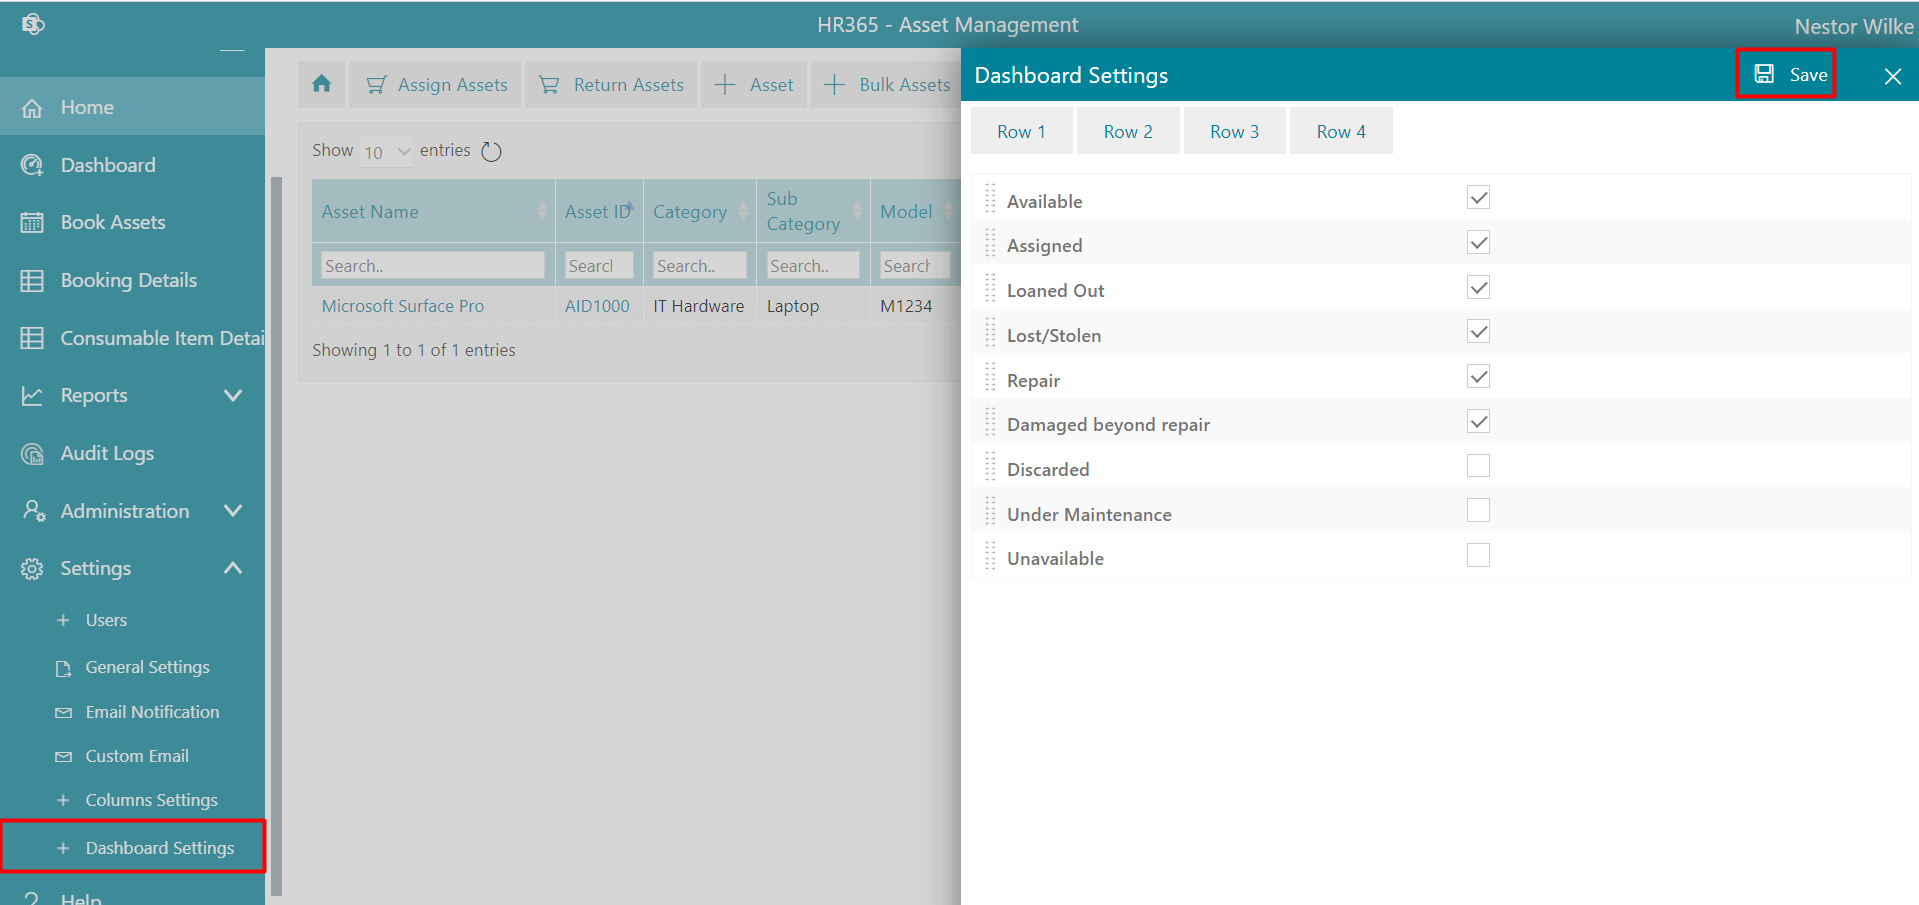 HR365 - Asset Management
Nestor Wilke
Home
Dashboard
Book Assets
Booking Details
Consumable Item Detai
Reports
Audit Logs
Administration
Settings
Users
General Settings
Email Notification
Custom Email
Columns Settings
Dashboard Settings
Help
Assign Assets
Return Assets
Asset
Bulk Assets
Show 10 entries
Asset Name
Asset ID
Category
Sub
Category
Model
Search..
Search
Search..
Search..
Search
Microsoft Surface Pro
AID1000
IT Hardware
Laptop
M1234
Showing 1 to 1 of 1 entries
Dashboard Settings
Save
Row 1
Row 2
Row 3
Row 4
Available
Assigned
Loaned Out
Lost/Stolen
Repair
Damaged beyond repair
Discarded
Under Maintenance
Unavailable